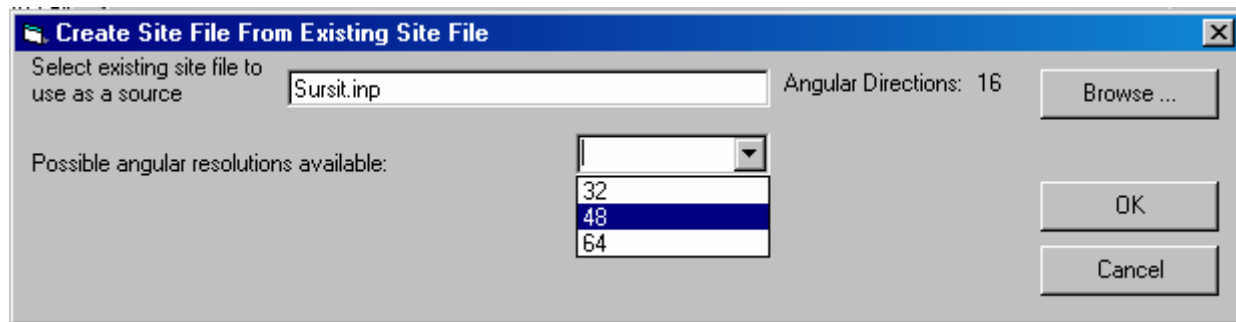 Create Site File From Existing Site File
Select existing site file to
use as a source
Sursit.inp
Angular Directions: 16
Browse ...
Possible angular resolutions available:
32
48
64
OK
Cancel